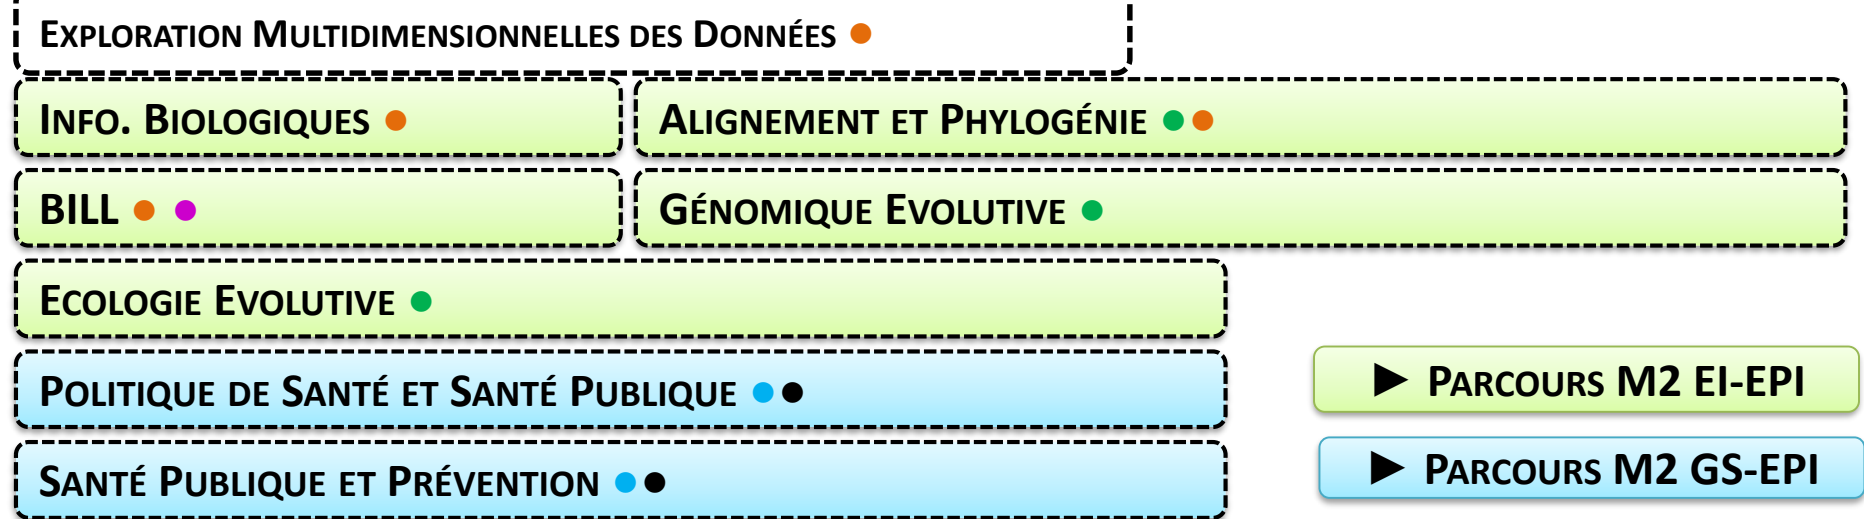 Exploration Multidimensionnelles des Données ●
Info. Biologiques ●
Alignement et Phylogénie ●●
BILL ● ●
Génomique Evolutive ●
Ecologie Evolutive ●
Politique de Santé et Santé Publique ●●
► Parcours M2 EI-EPI
Santé Publique et Prévention ●●
► Parcours M2 GS-EPI